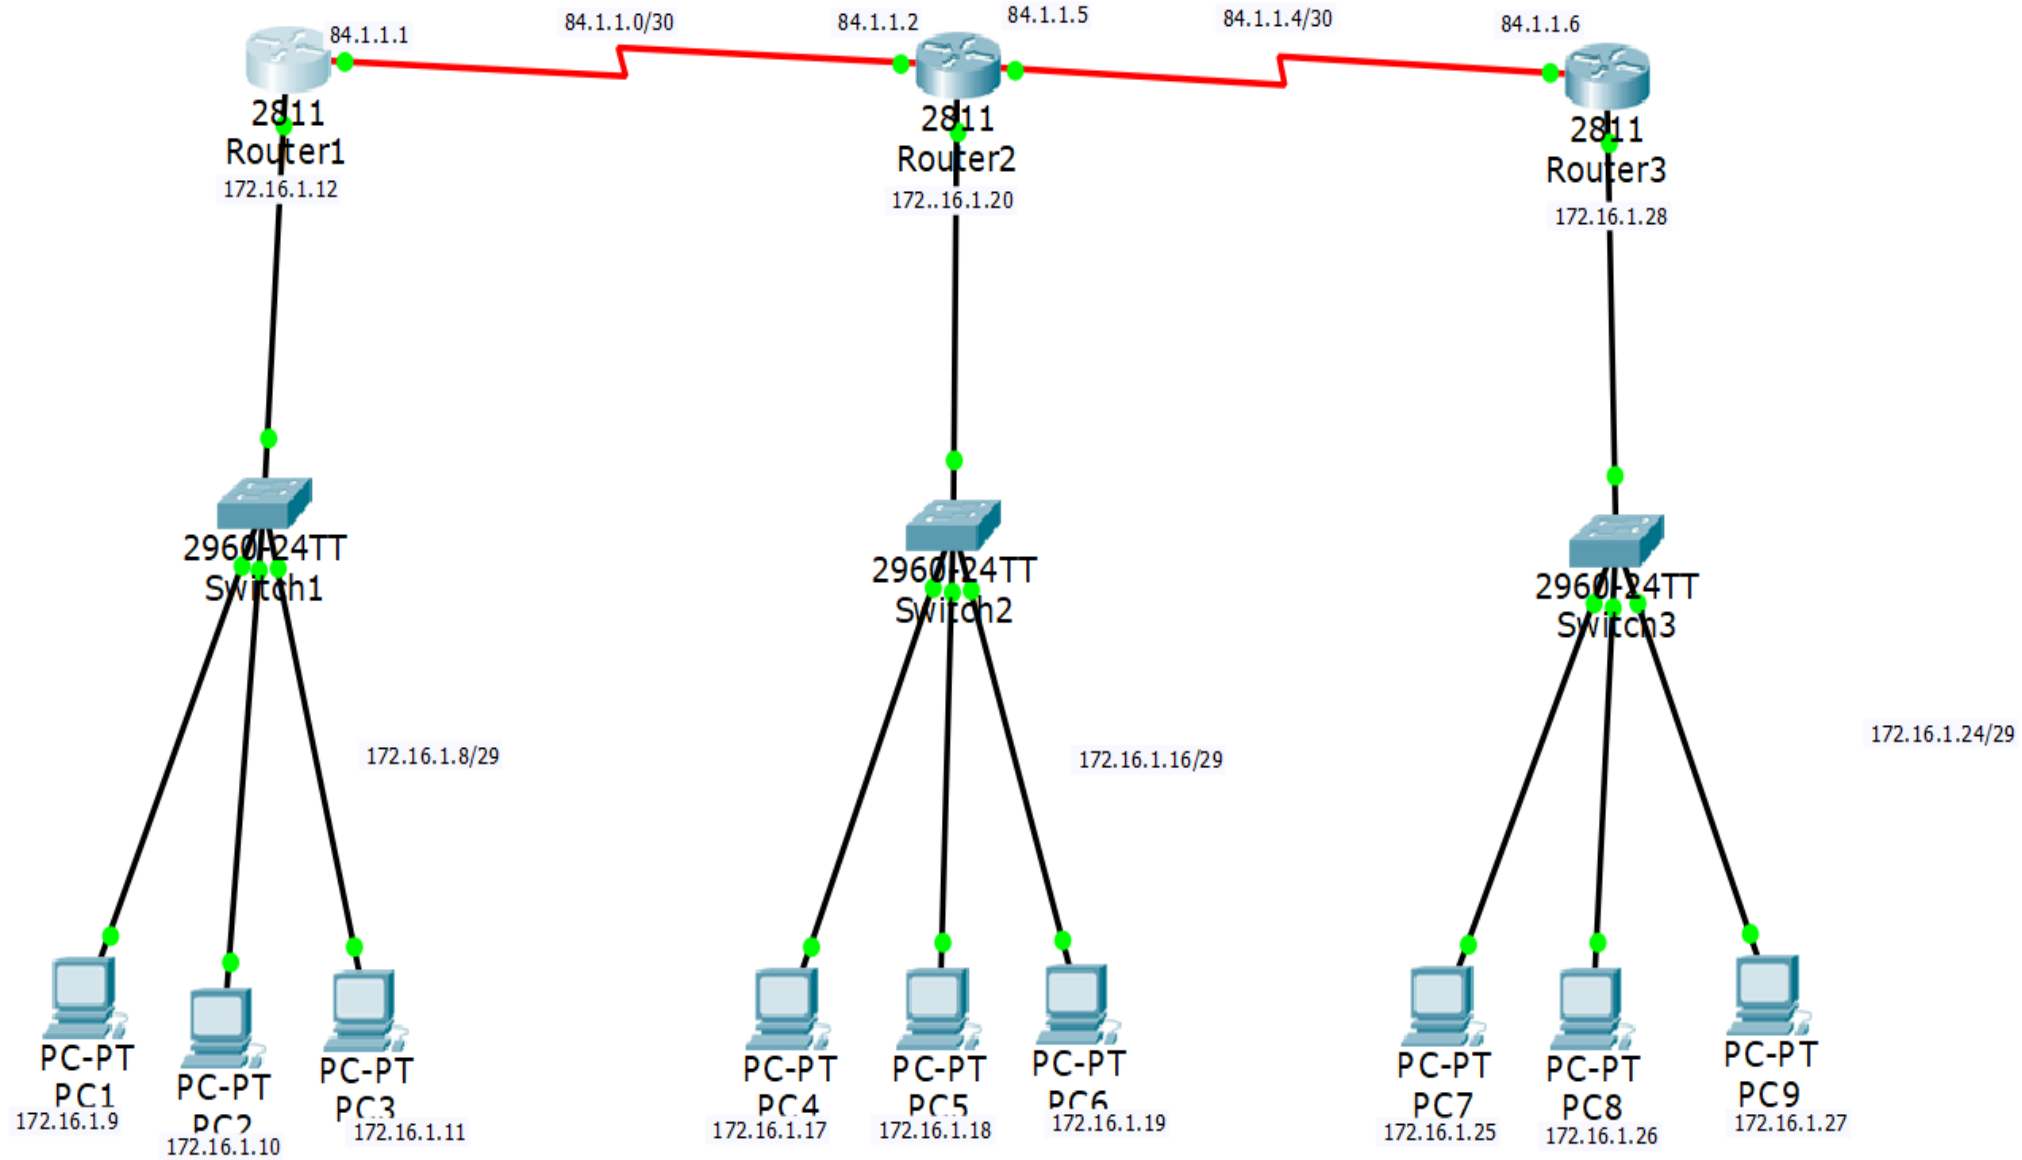 84.1.1.1
84.1.1.0/30
84.1.1.2
84.1.1.5
84.1.1.4/30
84.1.1.6
2811
Router1
172.16.1.12
2811
Router2
172..16.1.20
2811
Router3
172.16.1.28
2960-24TT
Switch1
2960-24TT
Switch2
2960-24TT
Switch3
172.16.1.8/29
172.16.1.16/29
172.16.1.24/29
PC-PT
PC1
172.16.1.9
PC-PT
PC2
172.16.1.10
PC-PT
PC3
172.16.1.11
PC-PT
PC4
172.16.1.17
PC-PT
PC5
172.16.1.18
PC-PT
PC6
172.16.1.19
PC-PT
PC7
172.16.1.25
PC-PT
PC8
172.16.1.26
PC-PT
PC9
172.16.1.27